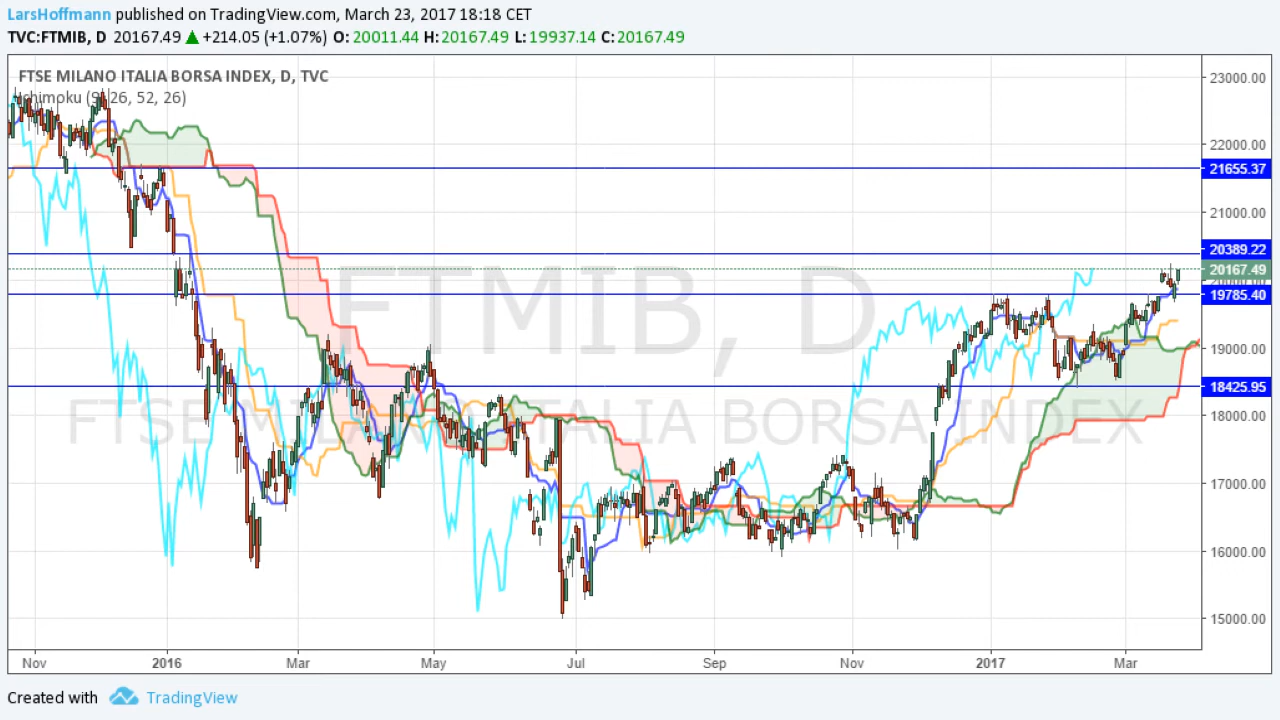 LarsHoffmann published on TradingView.com, March 23, 2017 18:18 CET
TVC:FTMIB, D 20167.49 ▲ +214.05 (+1.07%) O: 20011.44 H: 20167.49 L: 19937.14 C: 20167.49
FTSE MILANO ITALIA BORSA INDEX, D, TVC
Ichimoku (9, 26, 52, 26)
FTMIB, D
FTSE MILANO ITALIA BORSA INDEX
23000.00
22000.00
21655.37
21000.00
20389.22
20167.49
20000.00
19785.40
19000.00
18425.95
18000.00
17000.00
16000.00
15000.00
Nov 2016 Mar May Jul Sep Nov 2017 Mar
Created with TradingView